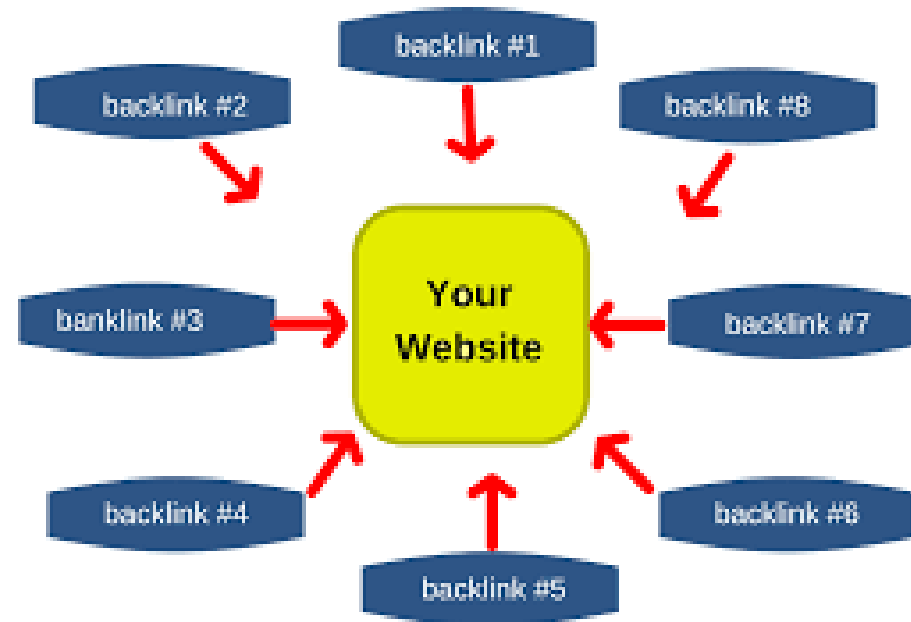 backlink #1
backlink #2
backlink #8
Your
Website
banklink #3
backlink #7
backlink #4
backlink #6
backlink #5